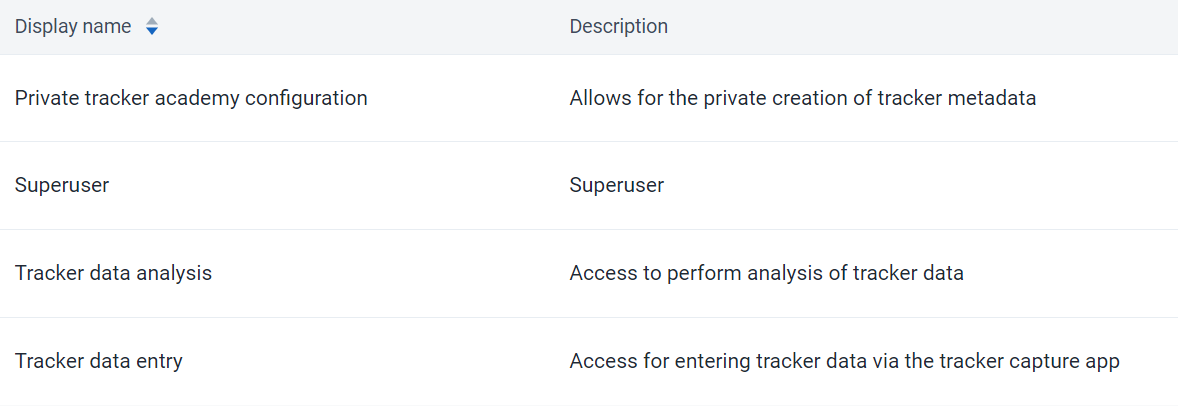 Display name Description
Private tracker academy configuration Allows for the private creation of tracker metadata
Superuser Superuser
Tracker data analysis Access to perform analysis of tracker data
Tracker data entry Access for entering tracker data via the tracker capture app